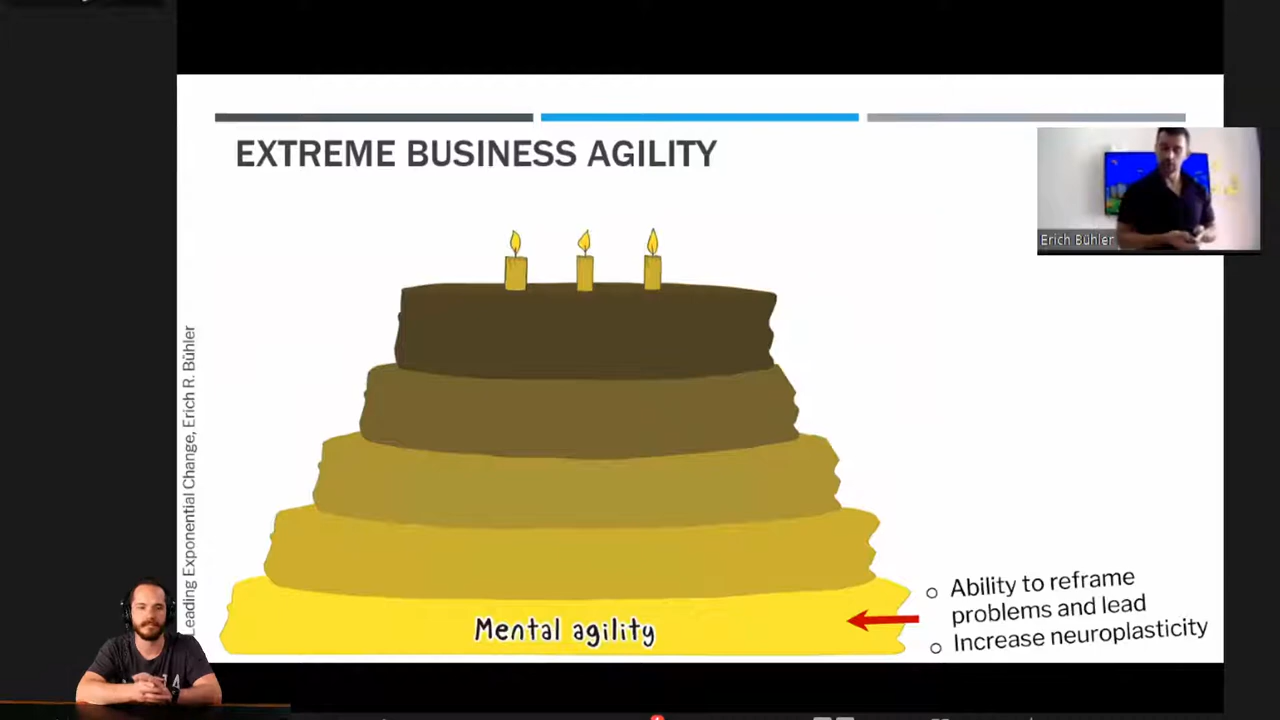 EXTREME BUSINESS AGILITY
Erich Bühler
Leading Exponential Change, Erich R. Bühler
Mental agility
Ability to reframe
problems and lead
Increase neuroplasticity